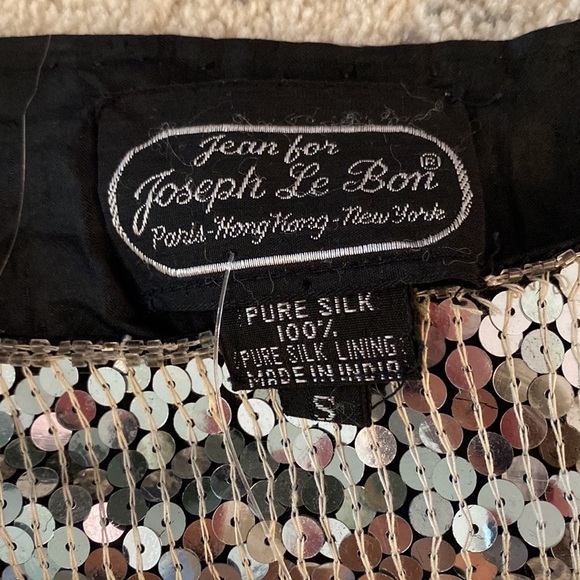 Jean for
Joseph Le Bon®
Paris-Hong Kong-New York
PURE SILK
100%
PURE SILK LINING
MADE IN INDIA
S